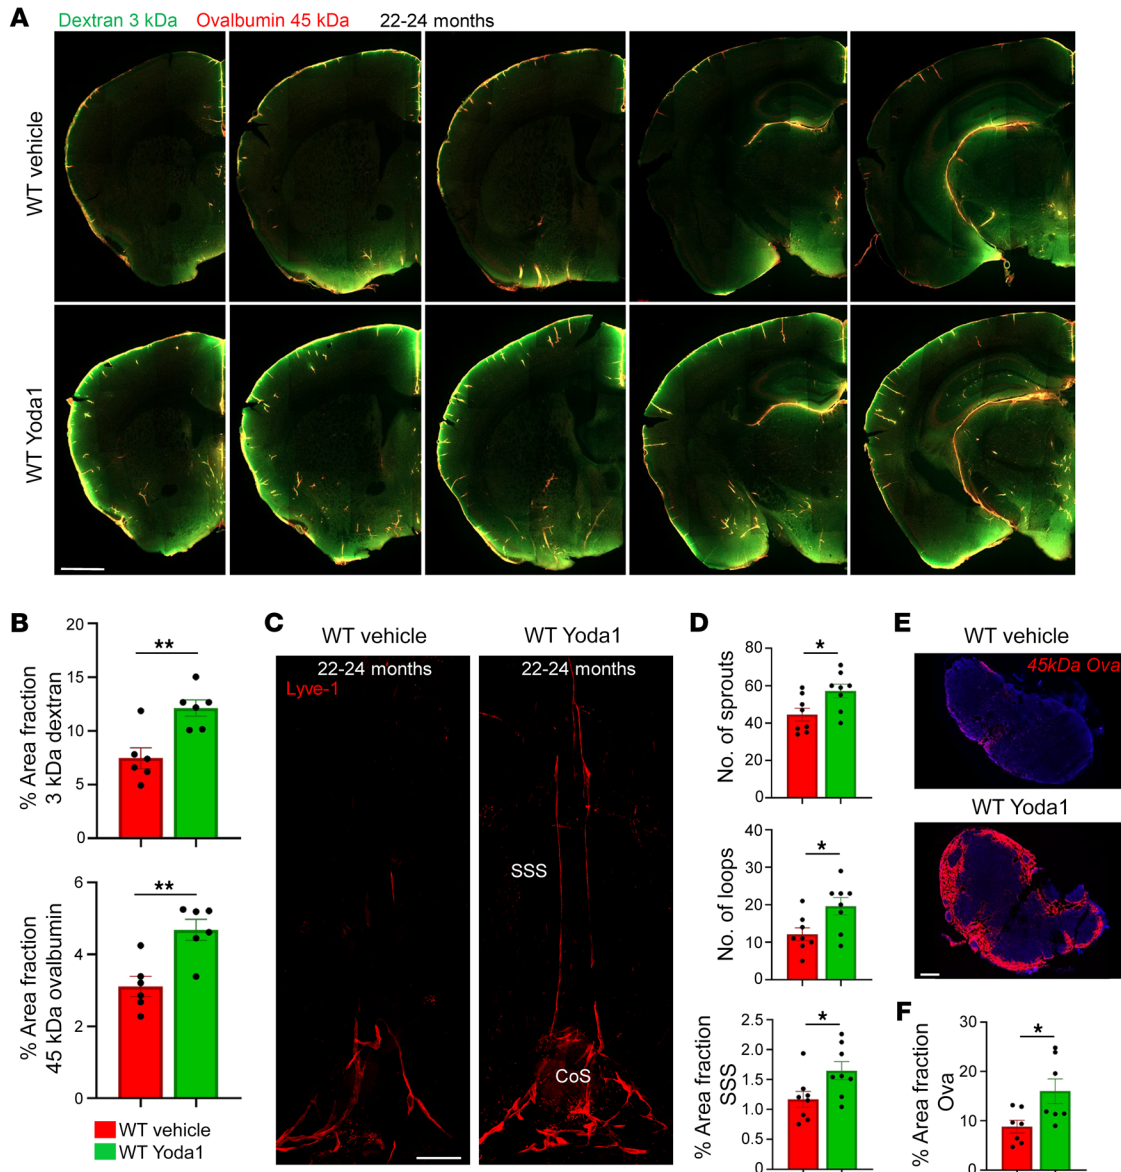 A
Dextran 3 kDa Ovalbumin 45 kDa 22-24 months
WT vehicle
WT Yoda1
B
% Area fraction
3 kDa dextran
20
15
10
5
0
**
% Area fraction
45 kDa ovalbumin
6
4
2
0
**
WT vehicle
WT Yoda1
C
WT vehicle
WT Yoda1
22-24 months
22-24 months
Lyve-1
SSS
CoS
D
No. of sprouts
80
60
40
20
0
*
No. of loops
40
30
20
10
0
*
% Area fraction
SSS
2.5
2.0
1.5
1.0
0.5
0
*
E
WT vehicle
45kDa Ova
WT Yoda1
F
% Area fraction
Ova
30
20
10
0
*